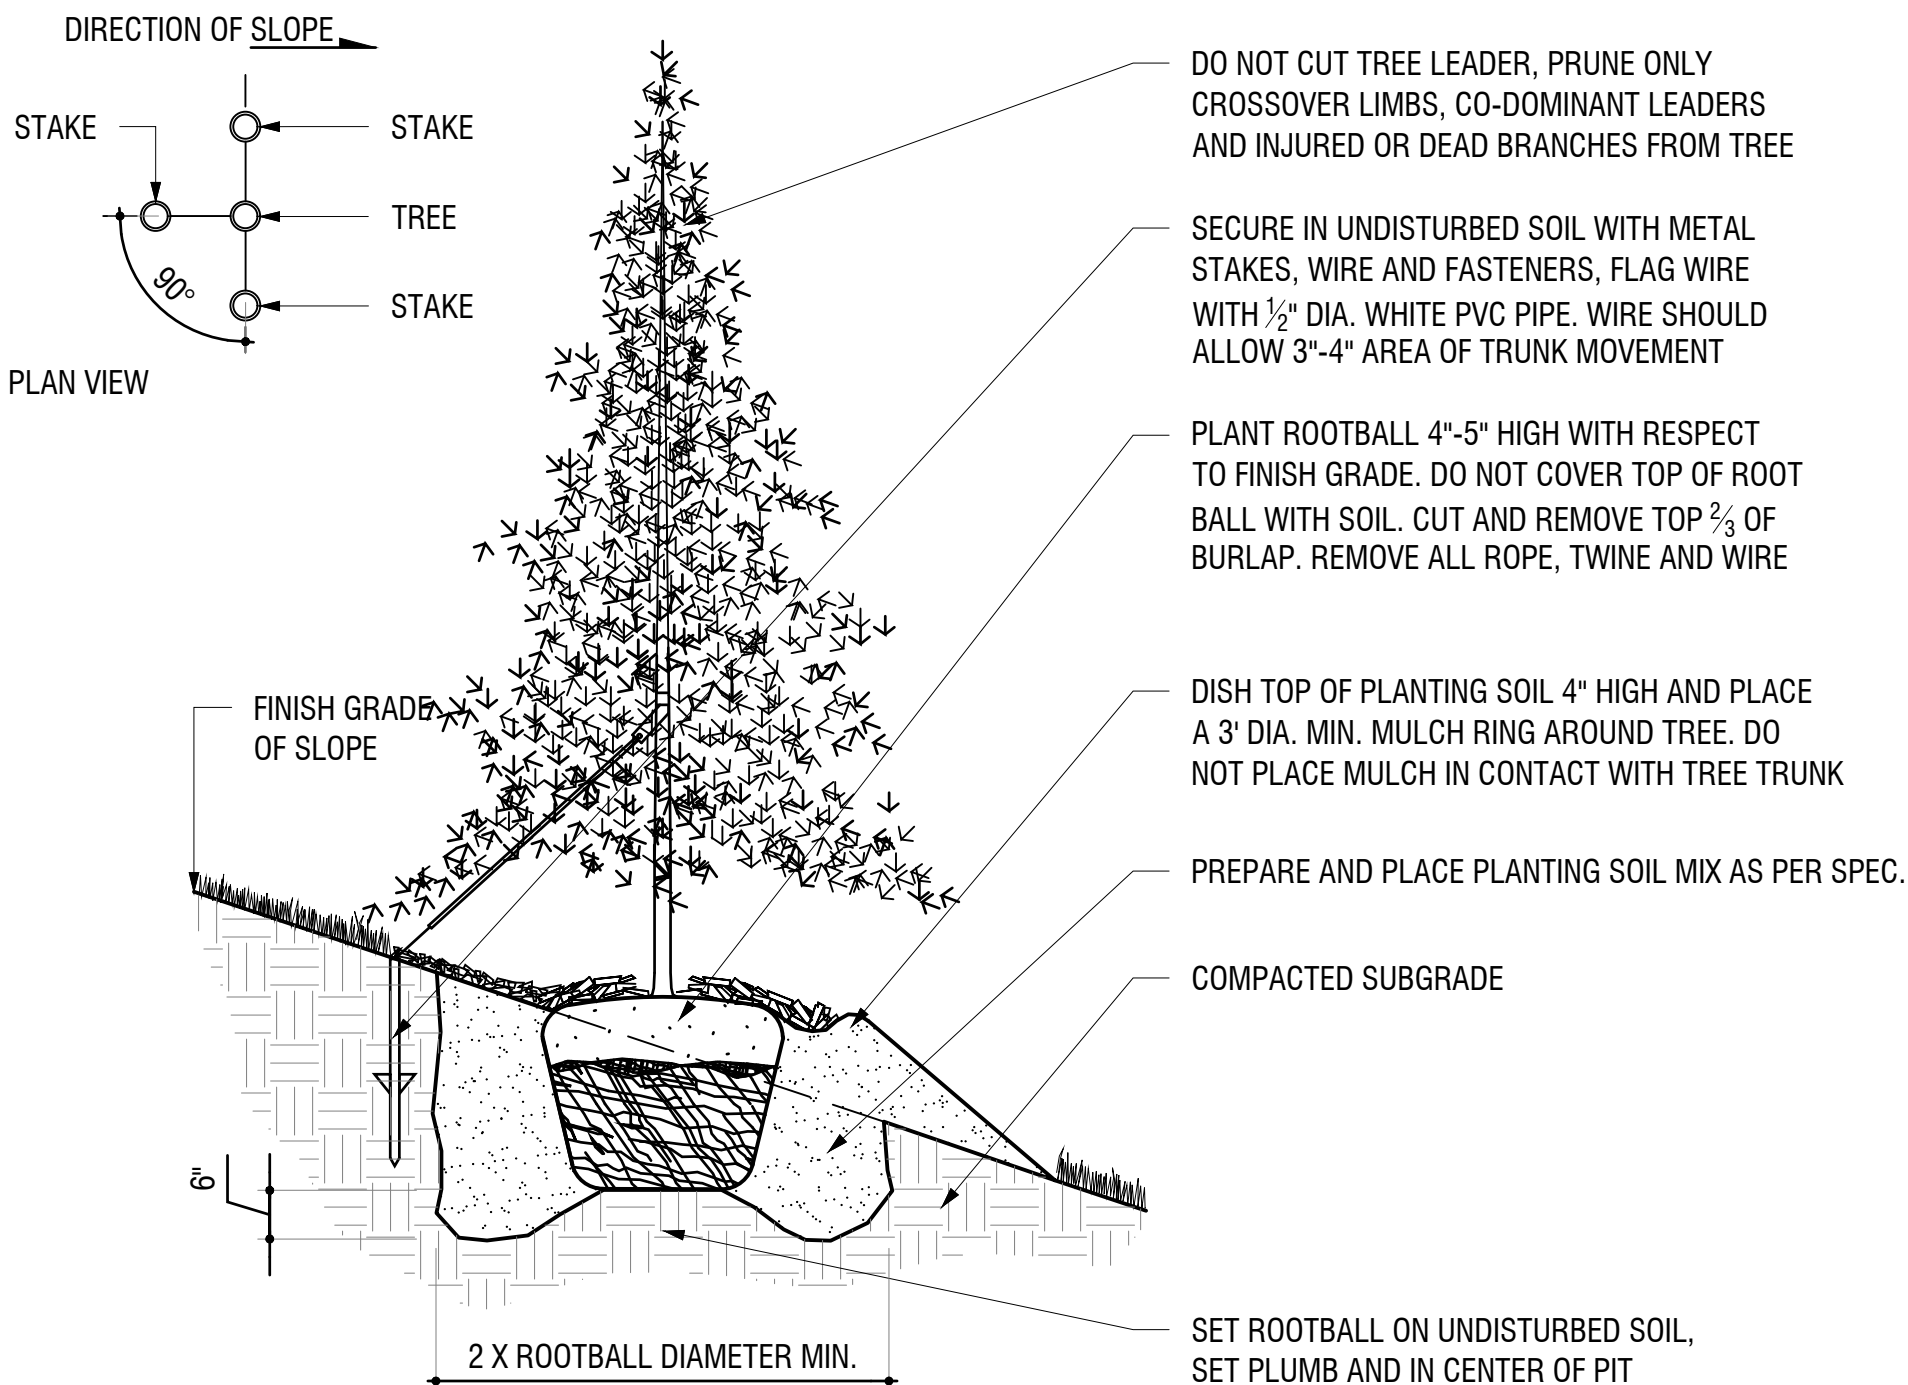 DIRECTION OF SLOPE
STAKE
STAKE
TREE
90°
STAKE
PLAN VIEW
FINISH GRADE
OF SLOPE
6"
2 X ROOTBALL DIAMETER MIN.
DO NOT CUT TREE LEADER, PRUNE ONLY
CROSSOVER LIMBS, CO-DOMINANT LEADERS
AND INJURED OR DEAD BRANCHES FROM TREE
SECURE IN UNDISTURBED SOIL WITH METAL
STAKES, WIRE AND FASTENERS, FLAG WIRE
WITH ½" DIA. WHITE PVC PIPE. WIRE SHOULD
ALLOW 3"-4" AREA OF TRUNK MOVEMENT
PLANT ROOTBALL 4"-5" HIGH WITH RESPECT
TO FINISH GRADE. DO NOT COVER TOP OF ROOT
BALL WITH SOIL. CUT AND REMOVE TOP ⅔ OF
BURLAP. REMOVE ALL ROPE, TWINE AND WIRE
DISH TOP OF PLANTING SOIL 4" HIGH AND PLACE
A 3' DIA. MIN. MULCH RING AROUND TREE. DO
NOT PLACE MULCH IN CONTACT WITH TREE TRUNK
PREPARE AND PLACE PLANTING SOIL MIX AS PER SPEC.
COMPACTED SUBGRADE
SET ROOTBALL ON UNDISTURBED SOIL,
SET PLUMB AND IN CENTER OF PIT